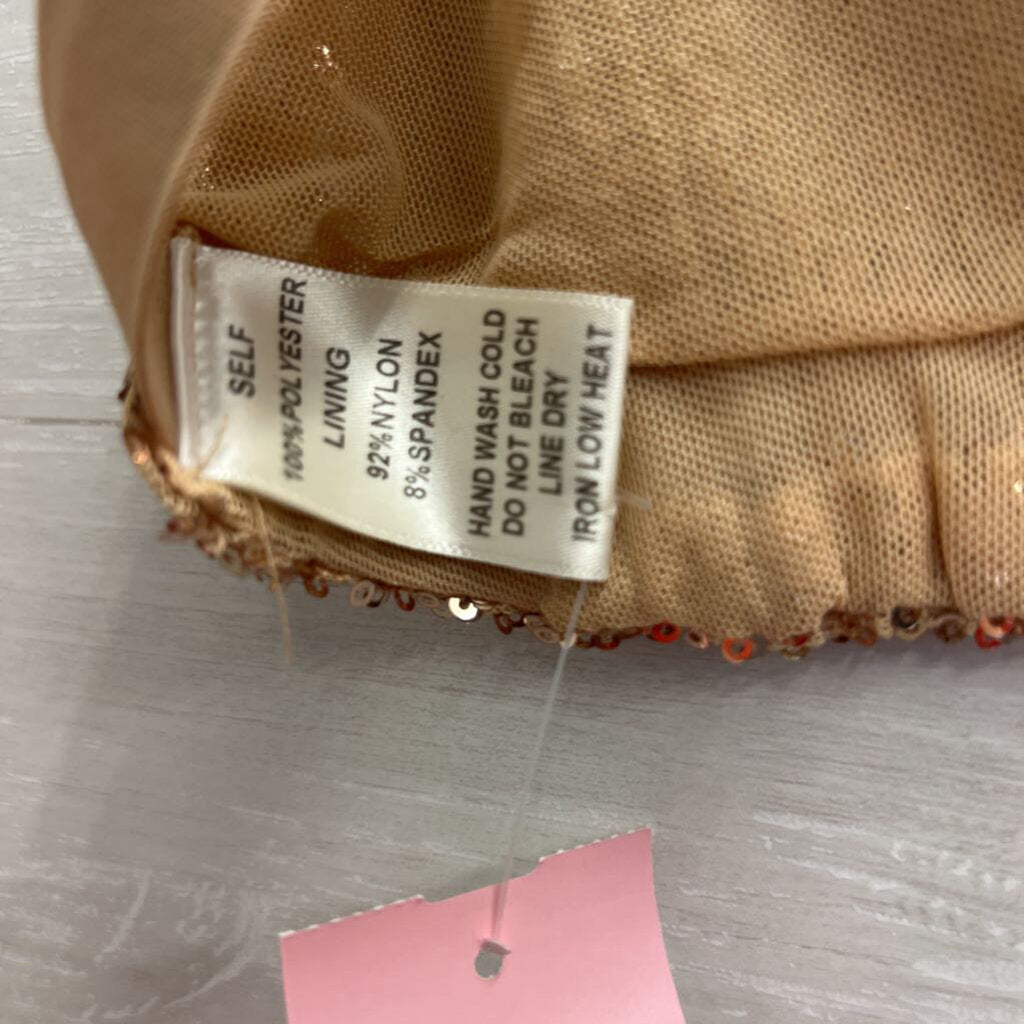 SELF
100%POLYESTER
LINING
92%NYLON
8%SPANDEX
HAND WASH COLD
DO NOT BLEACH
LINE DRY
IRON LOW HEAT